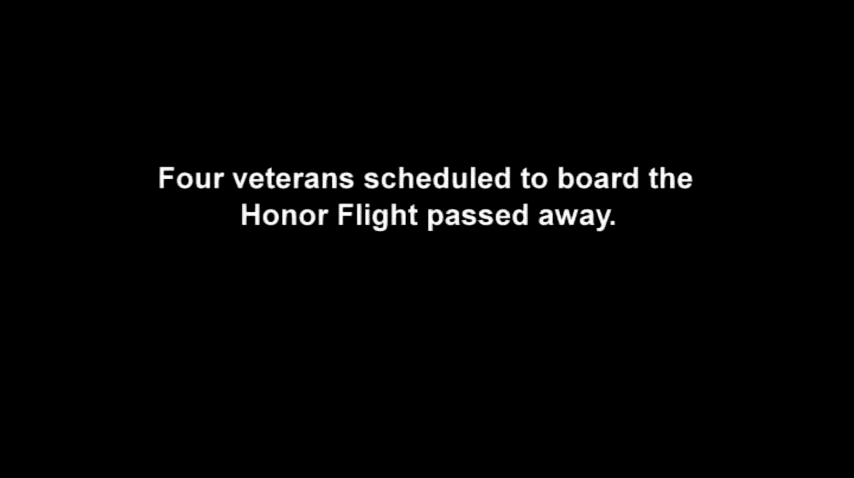 Four veterans scheduled to board the
Honor Flight passed away.